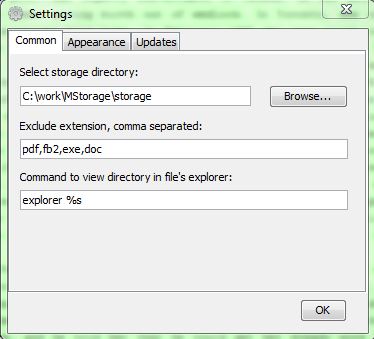 Settings
Common Appearance Updates
Select storage directory:
C:\work\MStorage\storage Browse...
Exclude extension, comma separated:
pdf,fb2,exe,doc
Command to view directory in file's explorer:
explorer %s
OK